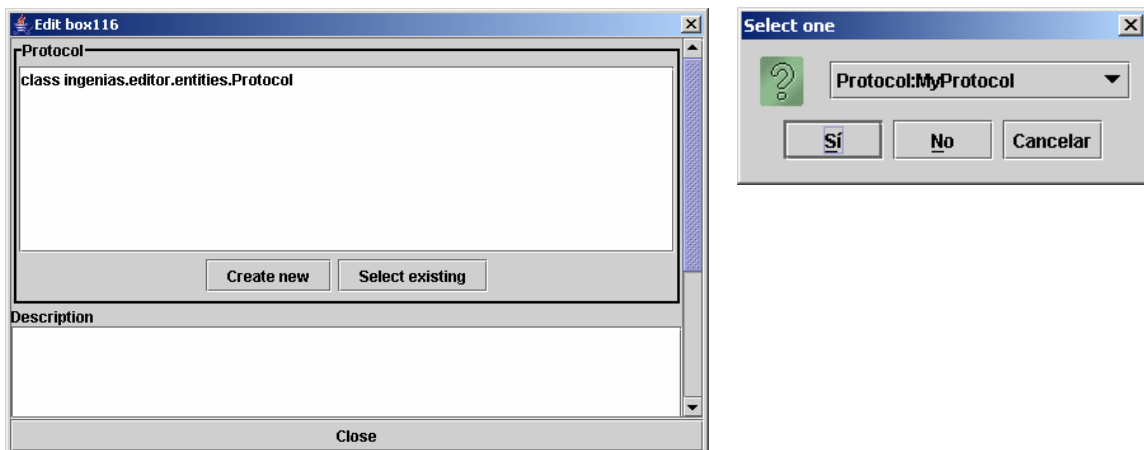 Edit box116
Protocol
class ingenias.editor.entities.Protocol
Create new Select existing
Description
Close
Select one
Protocol:MyProtocol
Sí No Cancelar